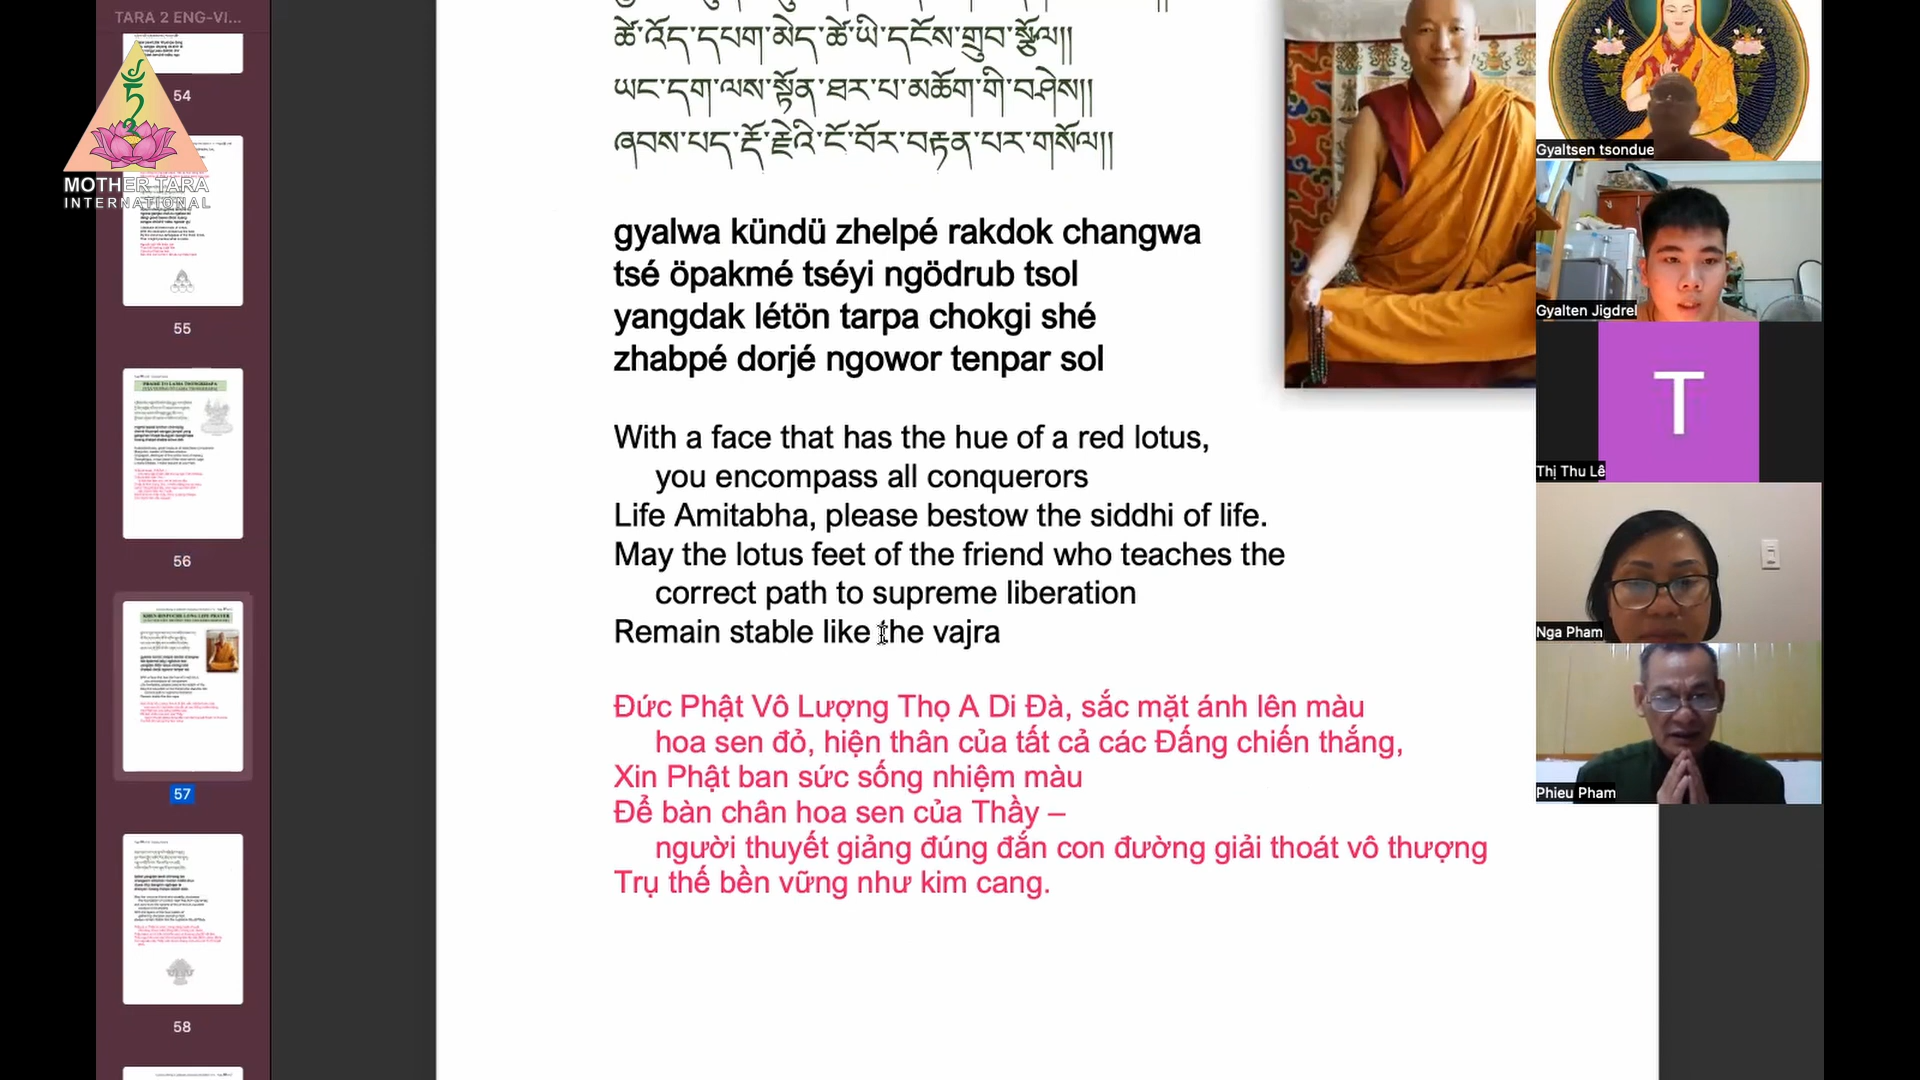 TARA 2 ENG-VI...
MOTHER TARA
INTERNATIONAL
54
55
56
57
58
ཚེ་འོད་དཔག་མེད་ཚེ་ཡི་དངོས་གྲུབ་སྩོལ།།
ཡང་དག་ལས་སྟོན་ཐར་པ་མཆོག་གི་བཤེས།།
ཞབས་པད་རྡོ་རྗེའི་ངོ་བོར་བརྟན་པར་གསོལ།།
gyalwa kündü zhelpé rakdok changwa
tsé öpakmé tséyi ngödrub tsol
yangdak létön tarpa chokgi shé
zhabpé dorjé ngowor tenpar sol
With a face that has the hue of a red lotus,
you encompass all conquerors
Life Amitabha, please bestow the siddhi of life.
May the lotus feet of the friend who teaches the
correct path to supreme liberation
Remain stable like the vajra
Đức Phật Vô Lượng Thọ A Di Đà, sắc mặt ánh lên màu
hoa sen đỏ, hiện thân của tất cả các Đấng chiến thắng,
Xin Phật ban sức sống nhiệm màu
Để bàn chân hoa sen của Thầy –
người thuyết giảng đúng đắn con đường giải thoát vô thượng
Trụ thế bền vững như kim cang.
Gyaltsen tsondue
Gyalten Jigdrel
T
Thị Thu Lê
Nga Pham
Phieu Pham